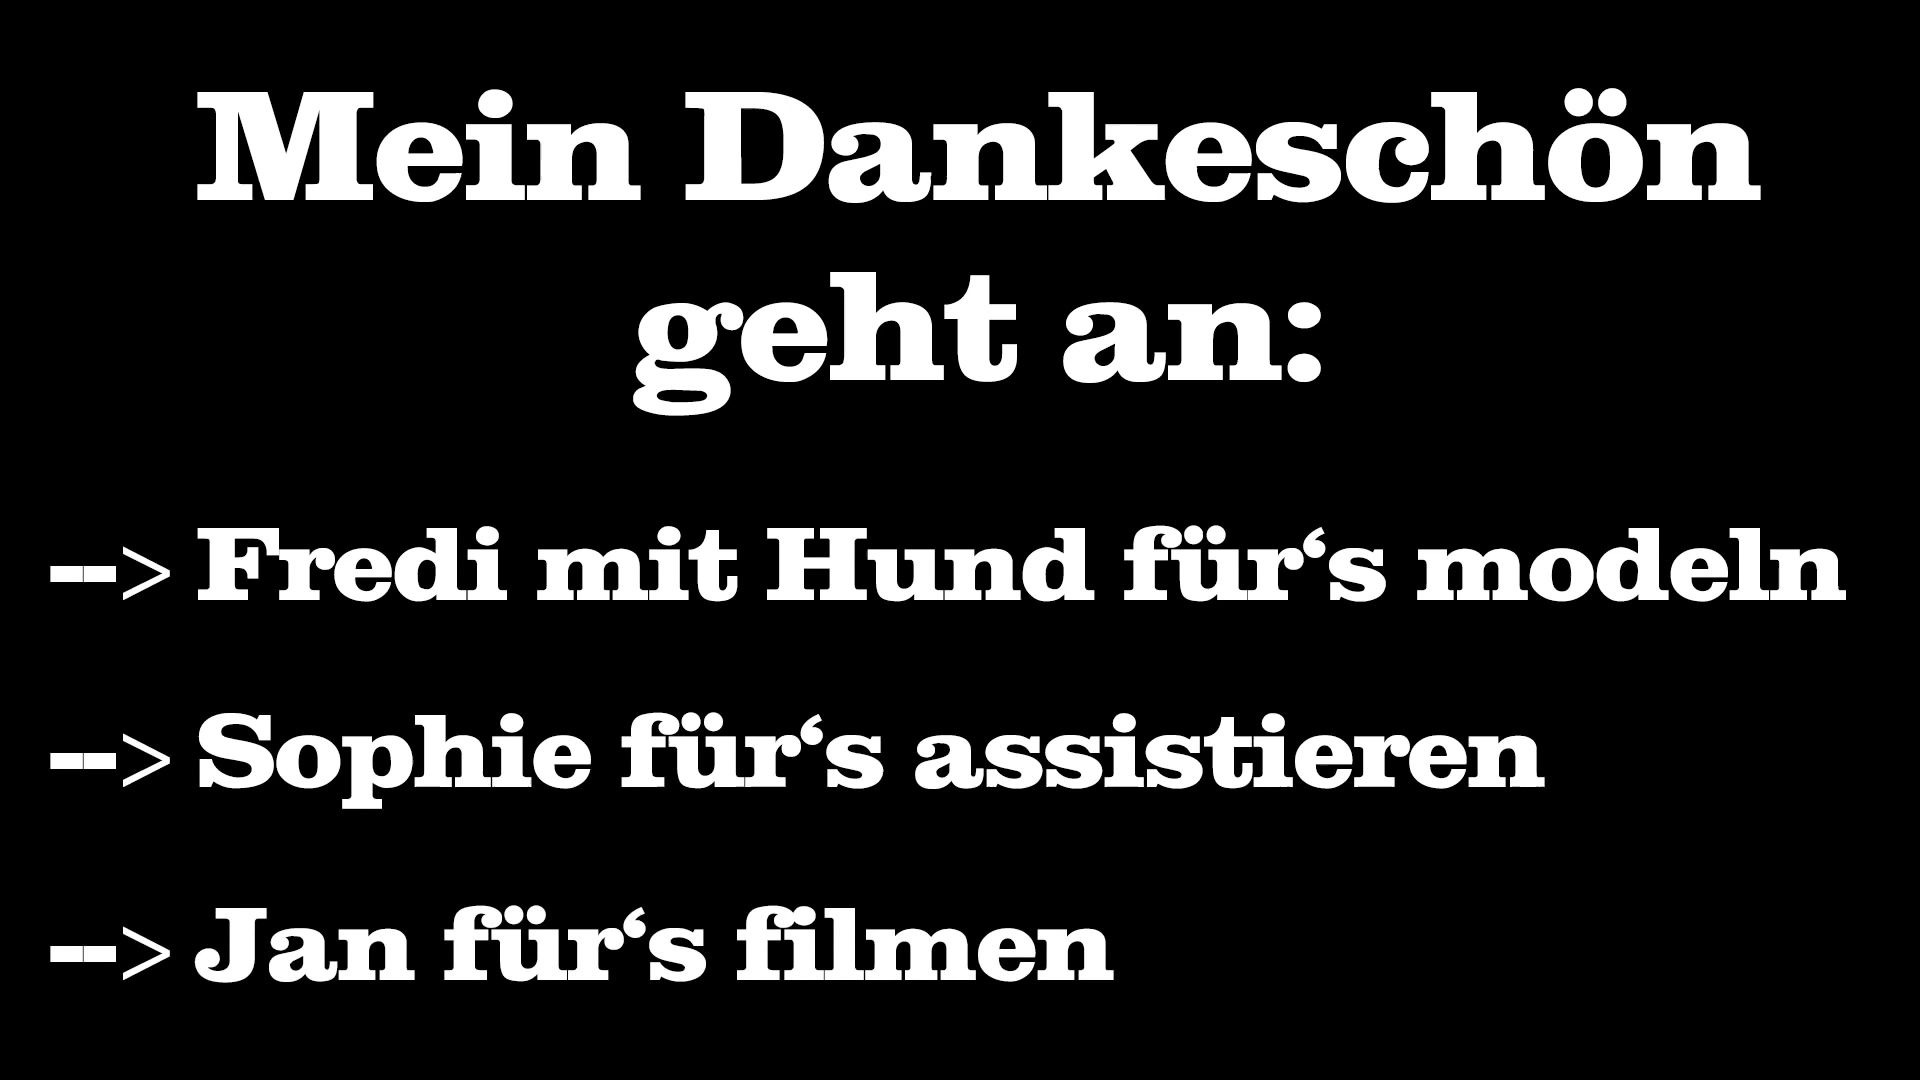 Mein Dankeschön
geht an:
--> Fredi mit Hund für‘s modeln
--> Sophie für‘s assistieren
--> Jan für‘s filmen